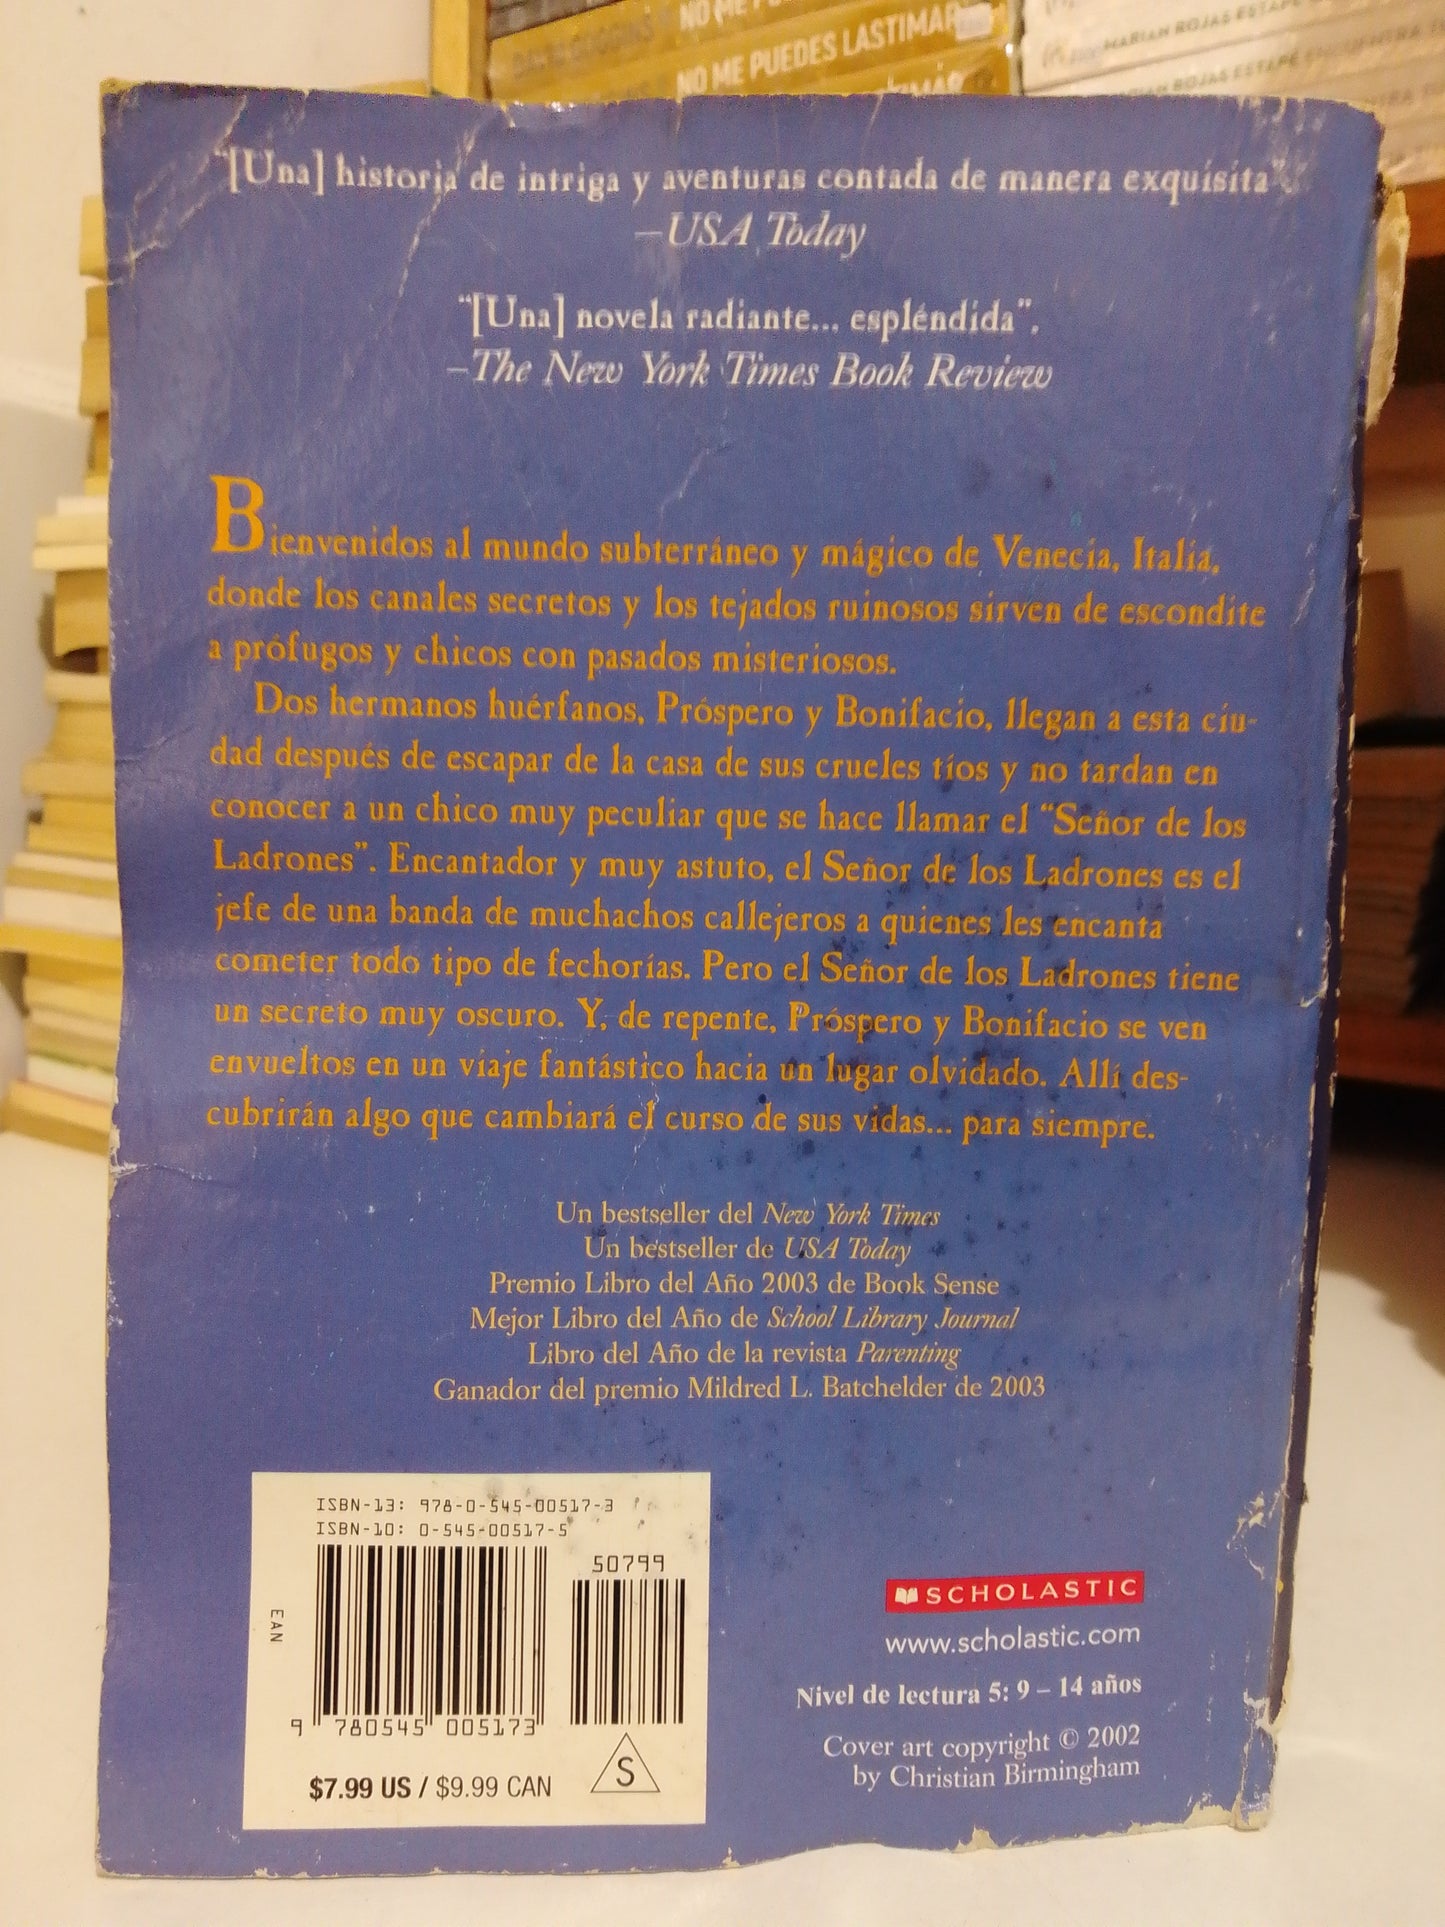 NO ME PUEDES LASTIMAR
MARIAN ROJAS ESTAPÉ
"[Una] historia de intriga y aventuras contada de manera exquisita".
—USA Today
"[Una] novela radiante... espléndida".
—The New York Times Book Review
Bienvenidos al mundo subterráneo y mágico de Venecia, Italia,
donde los canales secretos y los tejados ruinosos sirven de escondite
a prófugos y chicos con pasados misteriosos.
Dos hermanos huérfanos, Próspero y Bonifacio, llegan a esta ciu-
dad después de escapar de la casa de sus crueles tíos y no tardan en
conocer a un chico muy peculiar que se hace llamar el "Señor de los
Ladrones". Encantador y muy astuto, el Señor de los Ladrones es el
jefe de una banda de muchachos callejeros a quienes les encanta
cometer todo tipo de fechorías. Pero el Señor de los Ladrones tiene
un secreto muy oscuro. Y, de repente, Próspero y Bonifacio se ven
envueltos en un viaje fantástico hacia un lugar olvidado. Allí des-
cubrirán algo que cambiará el curso de sus vidas... para siempre.
Un bestseller del New York Times
Un bestseller de USA Today
Premio Libro del Año 2003 de Book Sense
Mejor Libro del Año de School Library Journal
Libro del Año de la revista Parenting
Ganador del premio Mildred L. Batchelder de 2003
ISBN-13: 978-0-545-00517-3
ISBN-10: 0-545-00517-5
50799
EAN
9 780545 005173
$7.99 US / $9.99 CAN
S
SCHOLASTIC
www.scholastic.com
Nivel de lectura 5: 9 – 14 años
Cover art copyright © 2002
by Christian Birmingham